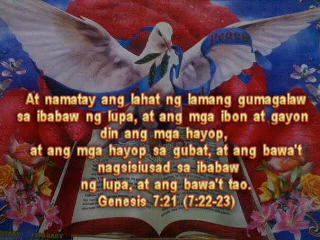 Peace
At namatay ang lahat ng lamang gumagalaw
sa ibabaw ng lupa, at ang mga ibon at gayon
din ang mga hayop,
at ang mga hayop sa gubat, at ang bawa't
nagsisiusad sa ibabaw
ng lupa, at ang bawa't tao.
Genesis 7:21 (7:22-23)